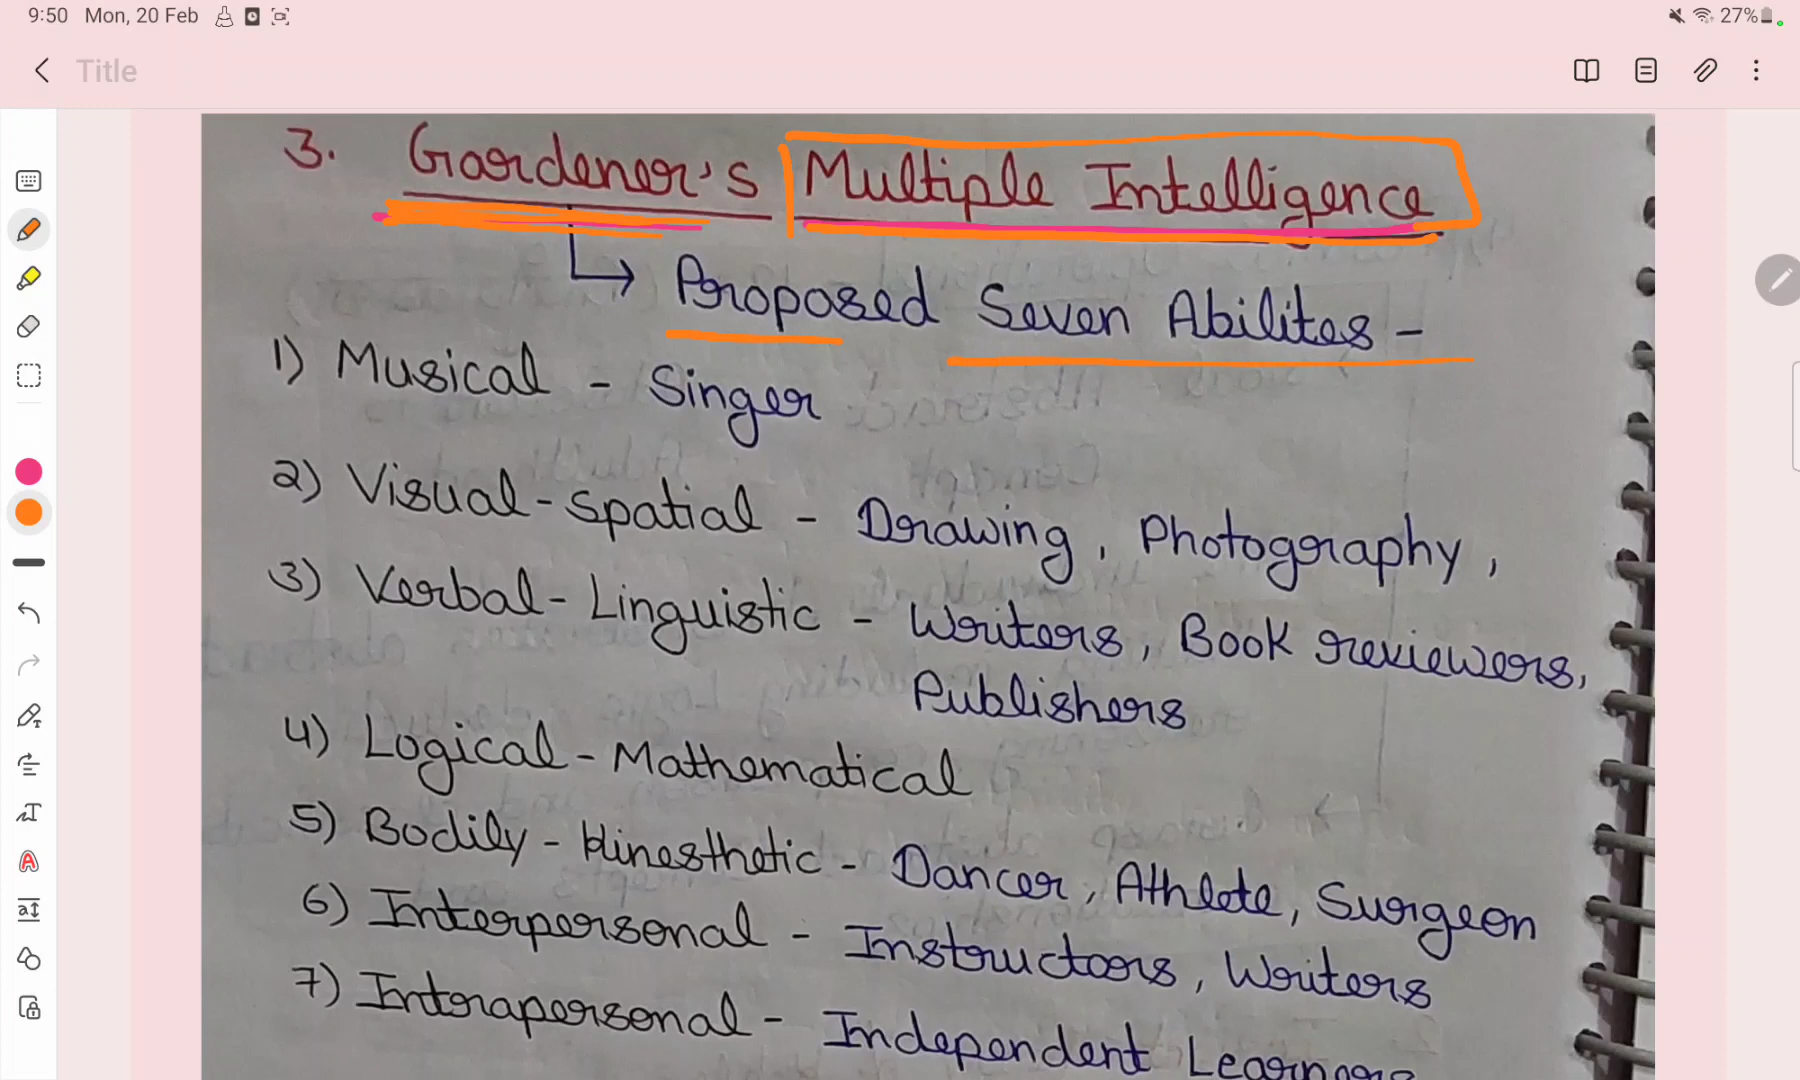 9:50 Mon, 20 Feb 27%
Title
3. Gardener's Multiple Intelligence
Proposed Seven Abilites -
1) Musical - Singer
2) Visual-Spatial - Drawing, Photography,
3) Verbal-Linguistic - Writers, Book reviewers,
Publishers
4) Logical-Mathematical
5) Bodily-Kinesthetic - Dancer, Athlete, Surgeon
6) Interpersonal - Instructors, Writers
7) Intrapersonal - Independent Learners